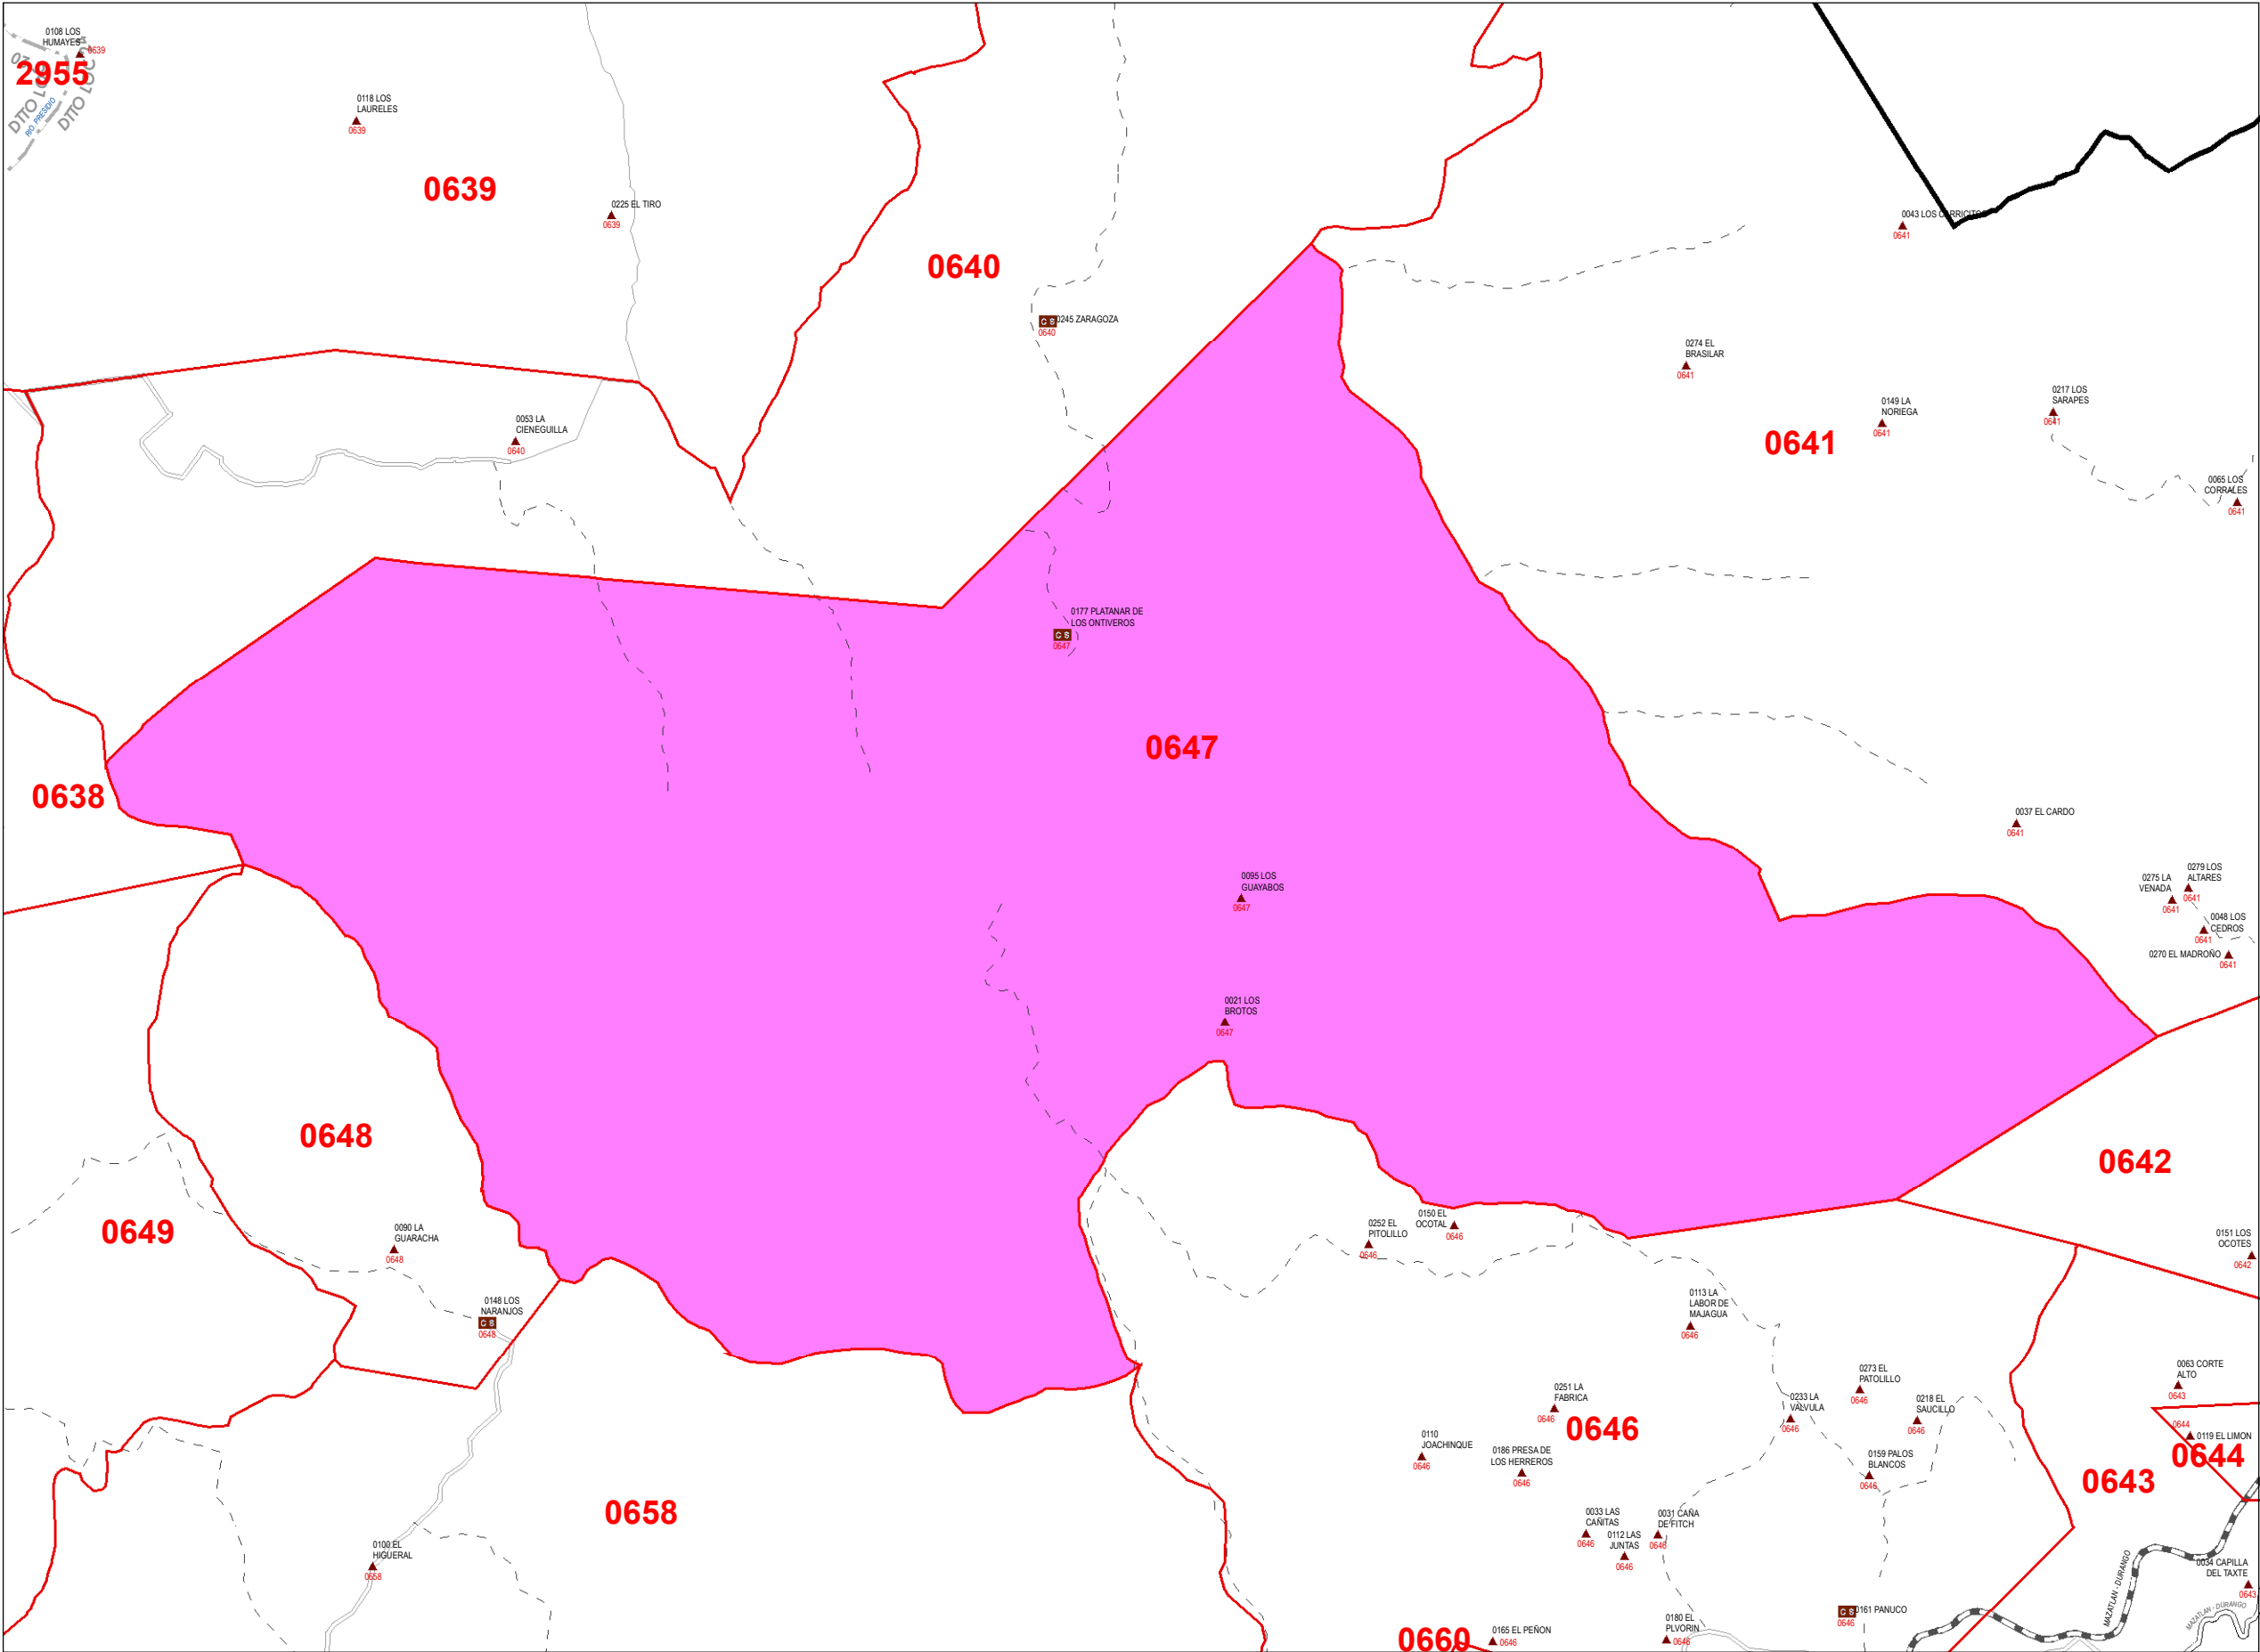 0108 LOS
HUMAYES
0639
2955
DTTO LOC
DTTO LOC
RIO PRESIDIO
0118 LOS
LAURELES
0639
0639
0225 EL TIRO
0639
0640
0245 ZARAGOZA
C S
0640
0043 LOS CARRICITOS
0641
0274 EL
BRASILAR
0641
0149 LA
NORIEGA
0641
0217 LOS
SARAPES
0641
0641
0065 LOS
CORRALES
0641
0053 LA
CIENEGUILLA
0640
0177 PLATANAR DE
LOS ONTIVEROS
C S
0647
0647
0638
0037 EL CARDO
0641
0095 LOS
GUAYABOS
0647
0275 LA
VENADA
0641
0279 LOS
ALTARES
0641
0048 LOS
CEDROS
0641
0270 EL MADROÑO
0641
0021 LOS
BROTOS
0647
0648
0642
0649
0090 LA
GUARACHA
0648
0252 EL
PITOLILLO
0646
0150 EL
OCOTAL
0646
0151 LOS
OCOTES
0642
0148 LOS
NARANJOS
C S
0648
0113 LA
LABOR DE
MAJAGUA
0646
0273 EL
PATOLILLO
0646
0063 CORTE
ALTO
0643
0251 LA
FABRICA
0646
0646
0233 LA
VALVULA
0646
0218 EL
SAUCILLO
0646
0644
0119 EL LIMON
0644
0110
JOACHINQUE
0646
0186 PRESA DE
LOS HERREROS
0646
0159 PALOS
BLANCOS
0646
0643
0658
0033 LAS
CAÑITAS
0646
0031 CAÑA
DE FITCH
0646
0112 LAS
JUNTAS
0646
0100 EL
HIGUERAL
0658
MAZATLAN - DURANGO
0034 CAPILLA
DEL TAXTE
0643
MAZATLAN - DURANGO
C S
0161 PANUCO
0646
0660
0165 EL PEÑON
0646
0180 EL
PLVORIN
0646